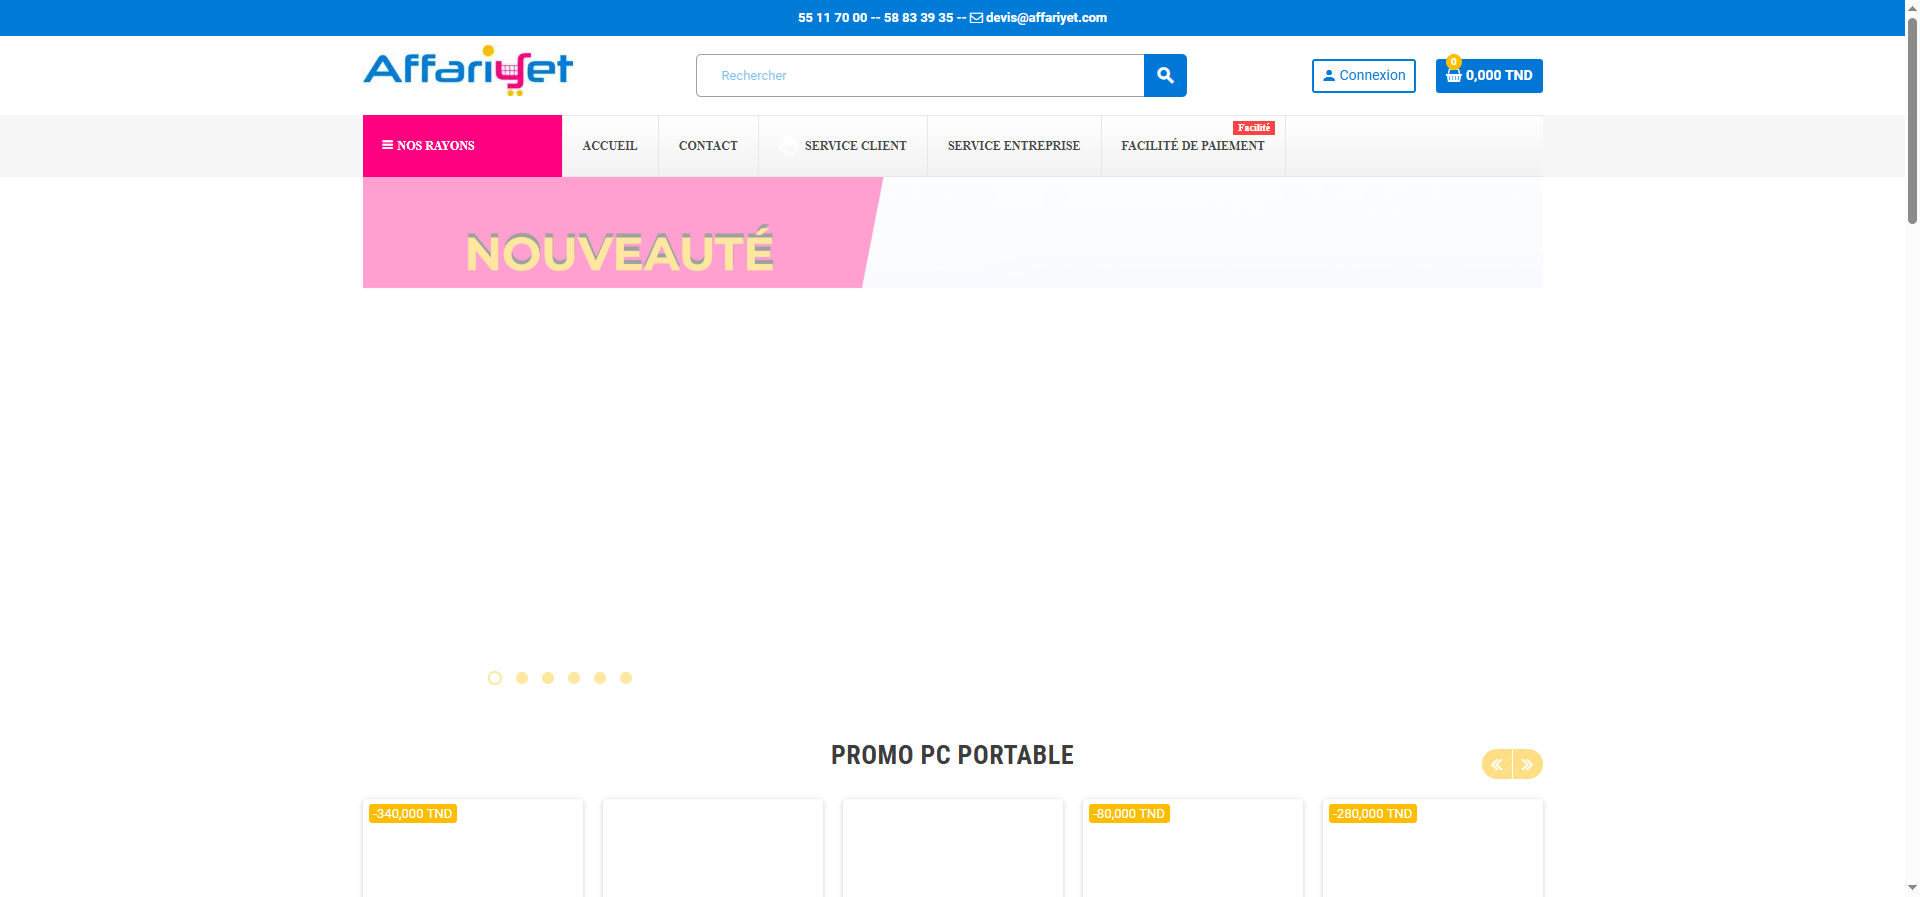 55 11 70 00 -- 58 83 39 35 -- devis@affariyet.com
Affariyet
Rechercher
Connexion
0
0,000 TND
NOS RAYONS
ACCUEIL
CONTACT
SERVICE CLIENT
SERVICE ENTREPRISE
Facilité
FACILITÉ DE PAIEMENT
NOUVEAUTÉ
PROMO PC PORTABLE
-340,000 TND
-80,000 TND
-280,000 TND